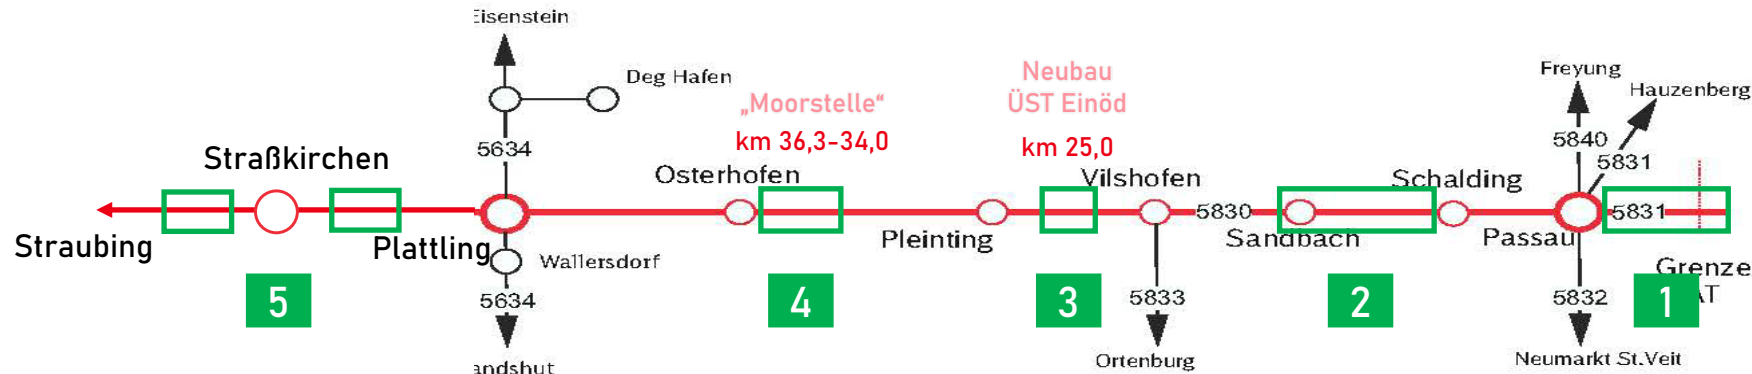 Eisenstein
Deg Hafen
5634
„Moorstelle“
km 36,3-34,0
Neubau
ÜST Einöd
km 25,0
Freyung
Hauzenberg
5840
5831
Straßkirchen
Osterhofen
Vilshofen
Schalding
5830
5831
Straubing
Plattling
Pleinting
Sandbach
Passau
Wallersdorf
Grenze
AT
5634
5833
5832
5
4
3
2
1
andshut
Ortenburg
Neumarkt St.Veit